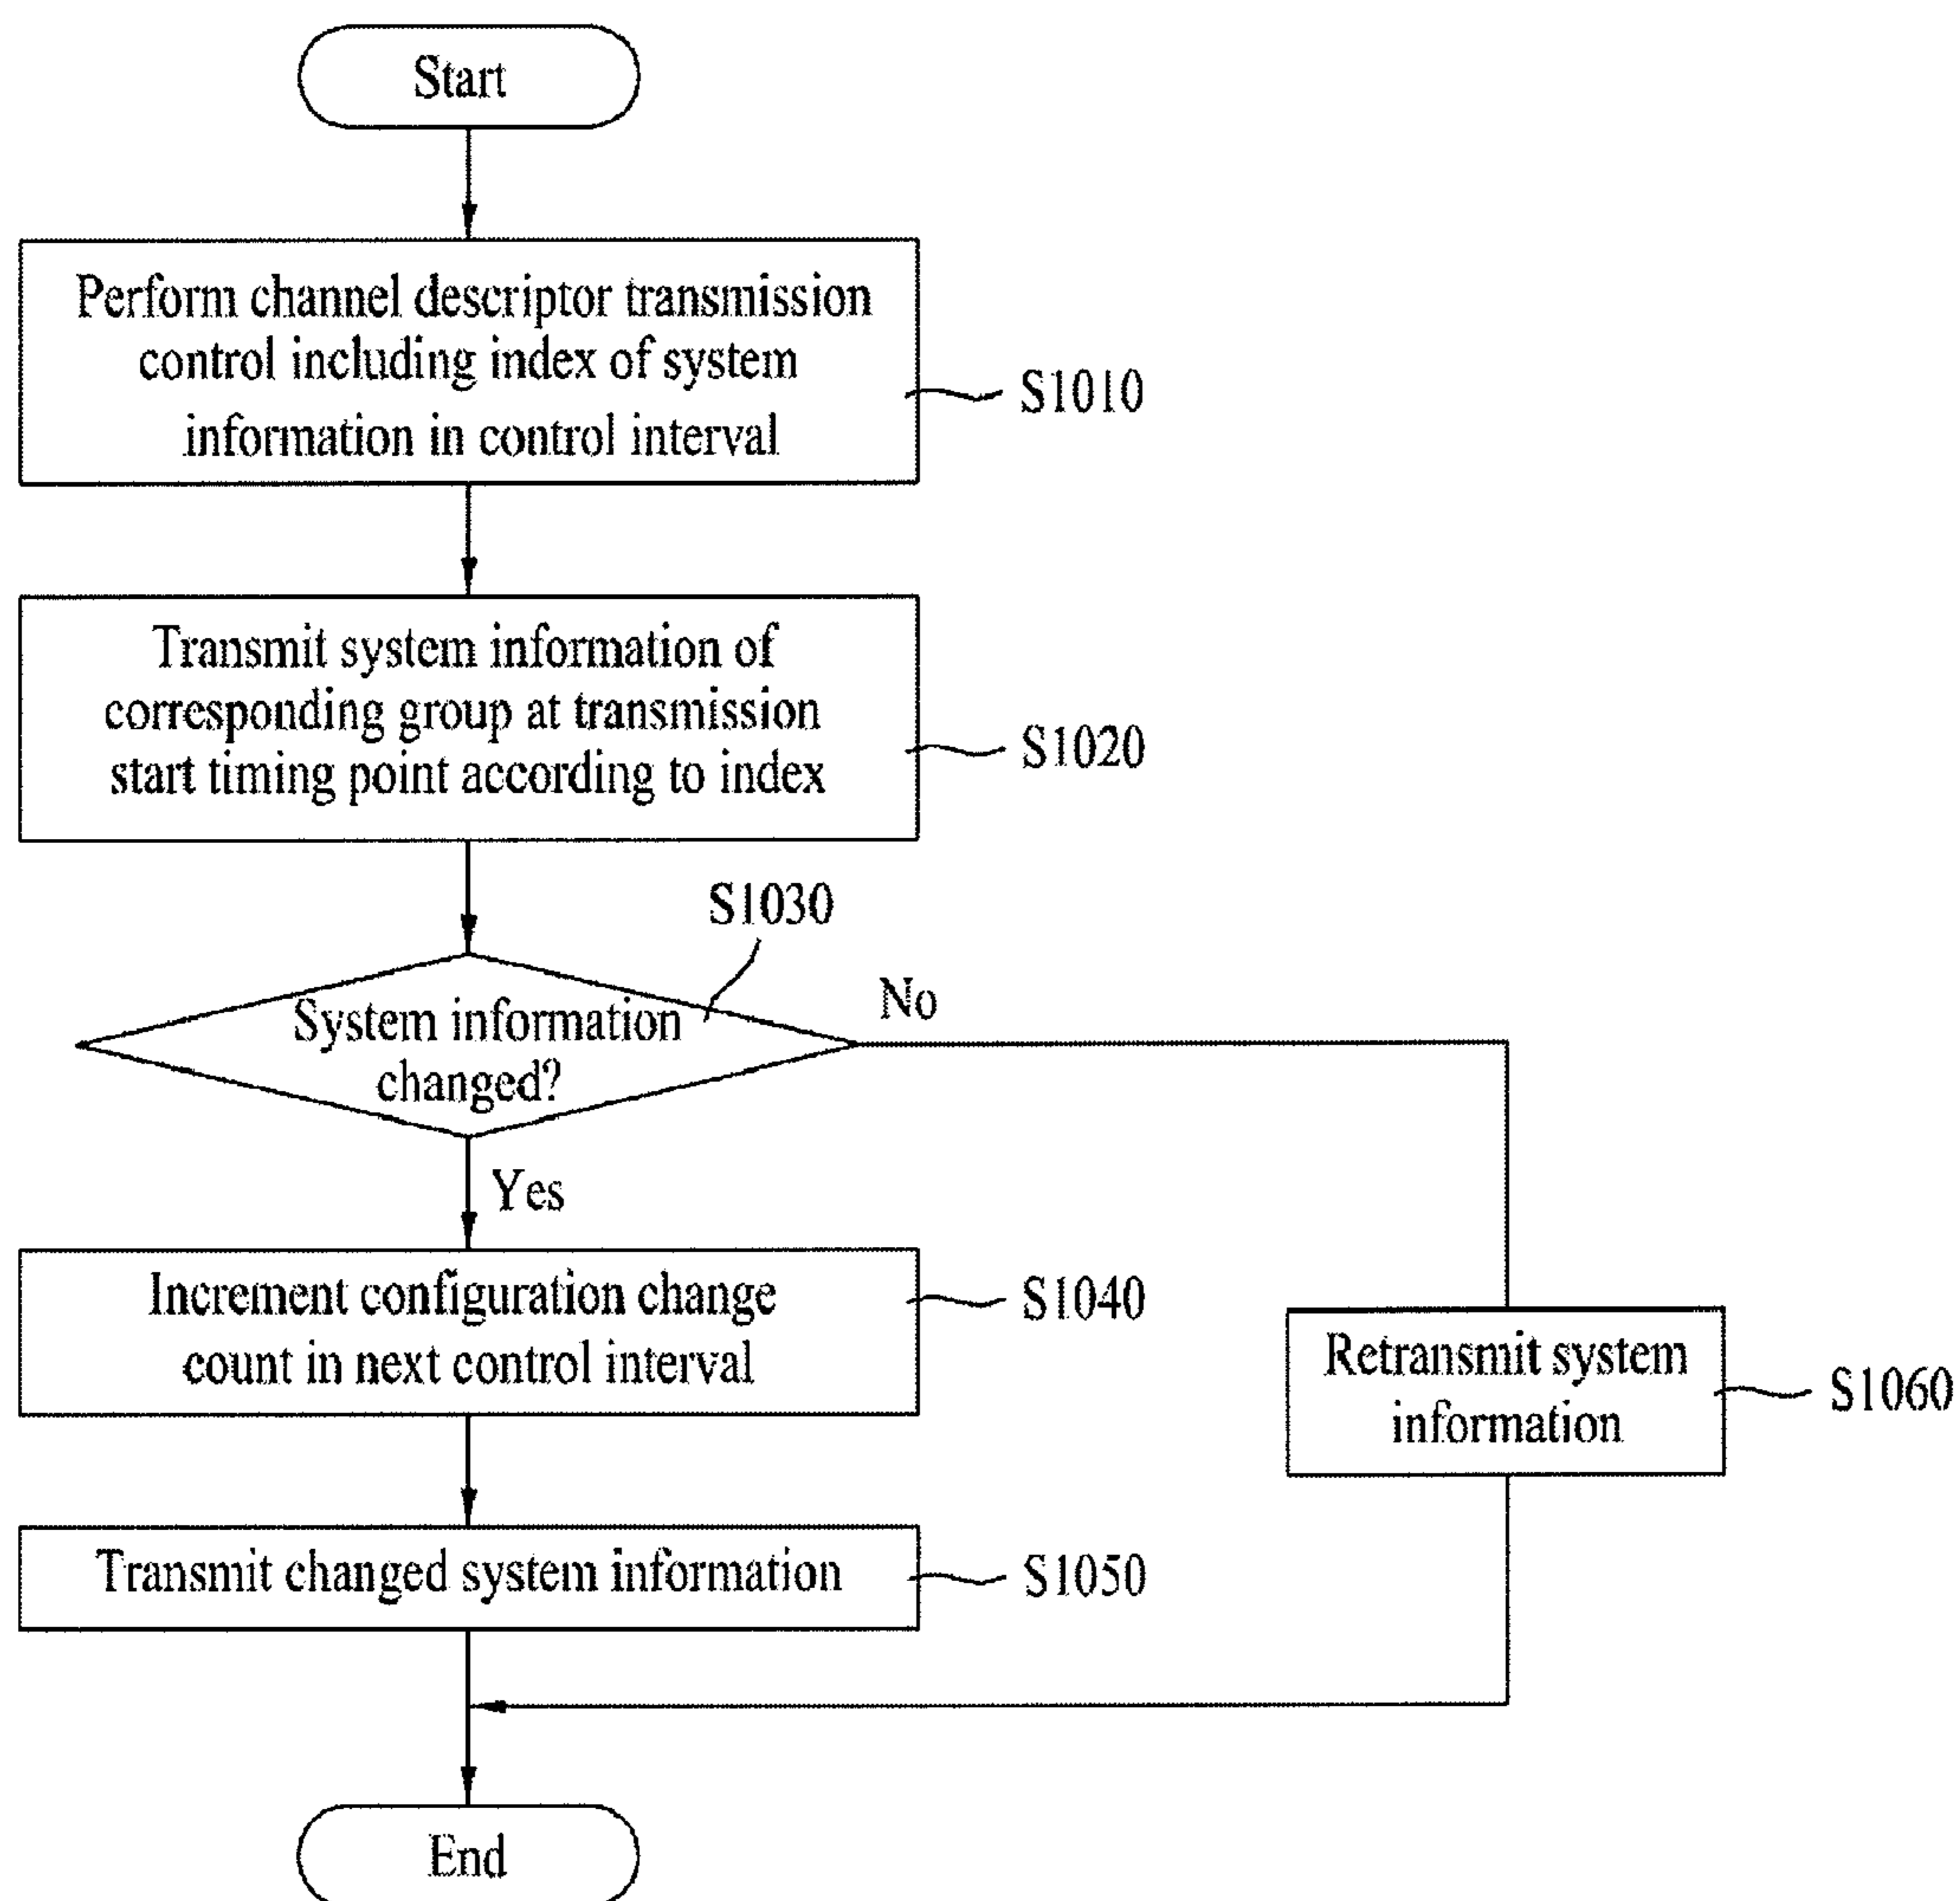 Start
Perform channel descriptor transmission
control including index of system
information in control interval
S1010
Transmit system information of
corresponding group at transmission
start timing point according to index
S1020
S1030
System information
changed?
No
Yes
Increment configuration change
count in next control interval
S1040
Retransmit system
information
S1060
Transmit changed system information
S1050
End